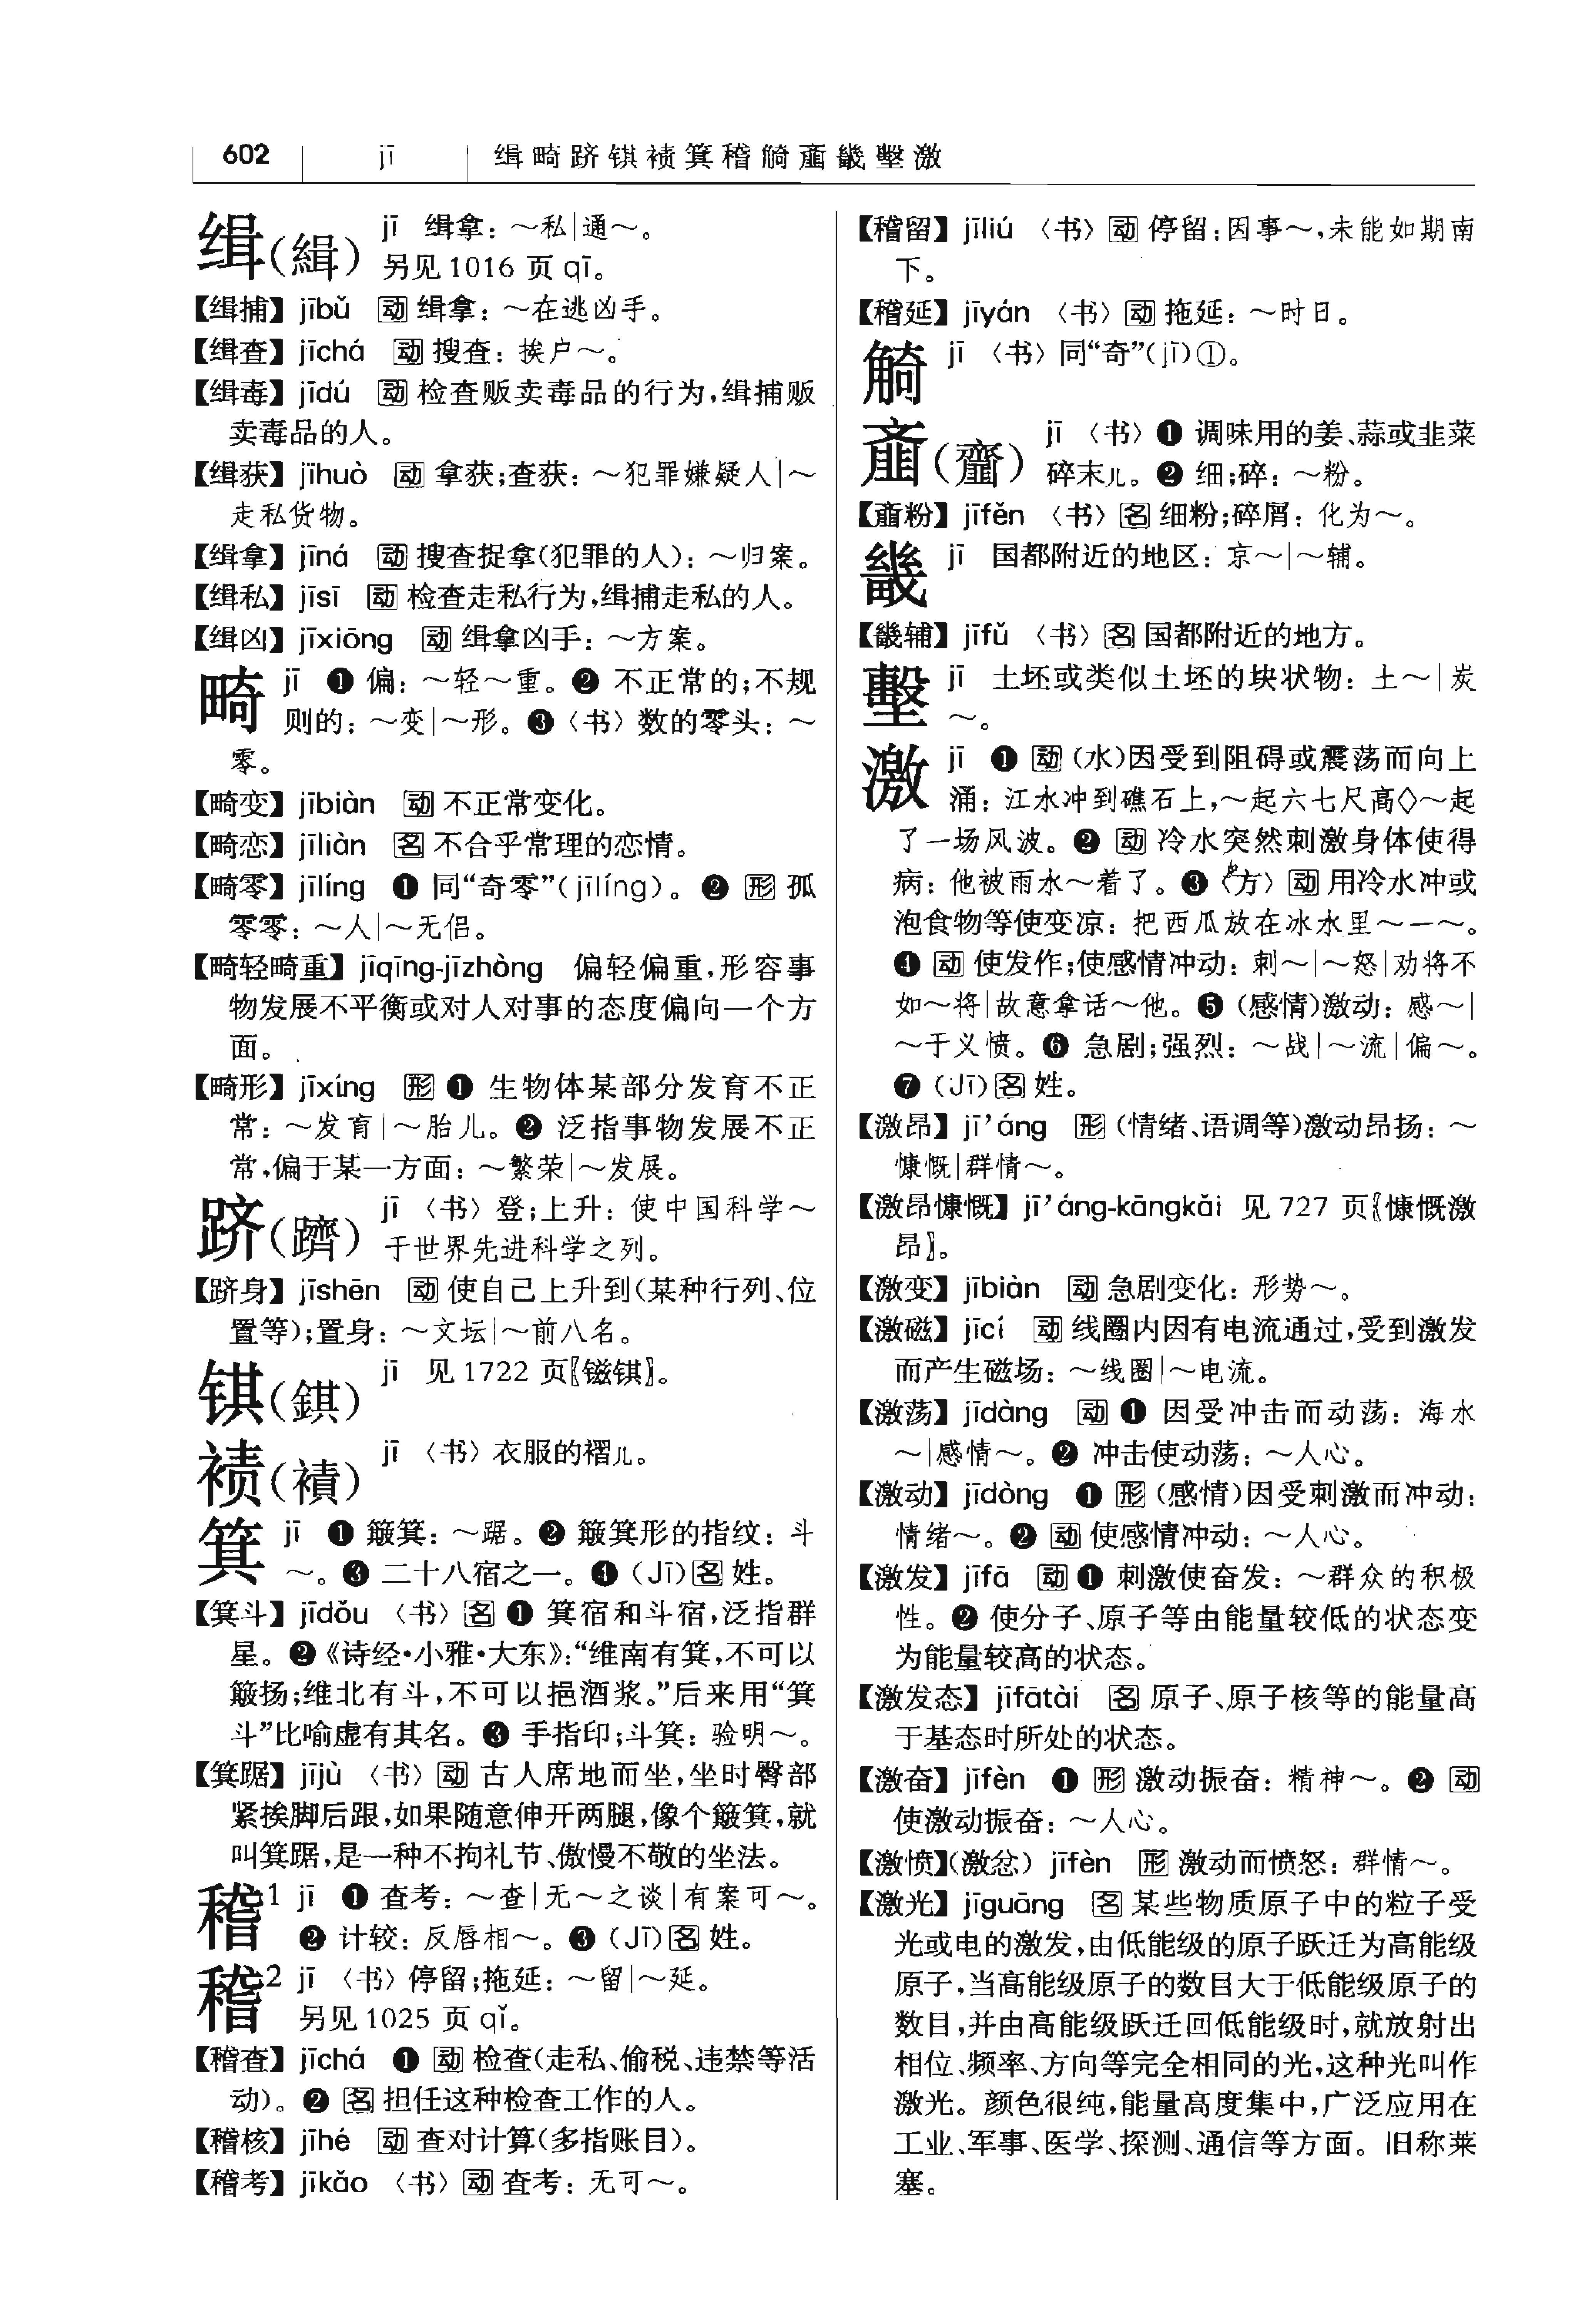 602 jī 缉畸跻锜𫌀箕稽觭齑畿墼激
缉(緝) jī 缉拿：～私|通～。
另见1016 页 qī。
【缉捕】jībǔ 动 缉拿：～在逃凶手。
【缉查】jīchá 动 搜查：挨户～。
【缉毒】jīdú 动 检查贩卖毒品的行为,缉捕贩
卖毒品的人。
【缉获】jīhuò 动 拿获;查获：～犯罪嫌疑人|～
走私货物。
【缉拿】jīná 动 搜查捉拿(犯罪的人)：～归案。
【缉私】jīsī 动 检查走私行为,缉捕走私的人。
【缉凶】jīxiōng 动 缉拿凶手：～方案。
畸 jī ❶ 偏：～轻～重。❷ 不正常的;不规
则的：～变|～形。❸〈书〉数的零头：～
零。
【畸变】jībiàn 动 不正常变化。
【畸恋】jīliàn 名 不合乎常理的恋情。
【畸零】jīlíng ❶ 同“奇零”(jīlíng)。❷ 形 孤
零零：～人|～无侣。
【畸轻畸重】jīqīng-jīzhòng 偏轻偏重,形容事
物发展不平衡或对人对事的态度偏向一个方
面。
【畸形】jīxíng 形 ❶ 生物体某部分发育不正
常：～发育|～胎儿。❷ 泛指事物发展不正
常,偏于某一方面：～繁荣|～发展。
跻(躋) jī〈书〉登;上升：使中国科学～
于世界先进科学之列。
【跻身】jīshēn 动 使自己上升到(某种行列、位
置等);置身：～文坛|～前八名。
𫓹(錤) jī 见1722 页〖镃𫓹〗。
𫌀(襀) jī〈书〉衣服的褶儿。
箕 jī ❶ 簸箕：～踞。❷ 簸箕形的指纹：斗
～。❸ 二十八宿之一。❹(Jī)名 姓。
【箕斗】jīdǒu〈书〉名 ❶ 箕宿和斗宿,泛指群
星。❷《诗经·小雅·大东》：“维南有箕,不可以
簸扬;维北有斗,不可以挹酒浆。”后来用“箕
斗”比喻虚有其名。❸ 手指印;斗箕：验明～。
【箕踞】jījù〈书〉动 古人席地而坐,坐时臀部
紧挨脚后跟,如果随意伸开两腿,像个簸箕,就
叫箕踞,是一种不拘礼节、傲慢不敬的坐法。
稽1 jī ❶ 查考：～查|无～之谈|有案可～。
❷ 计较：反唇相～。❸(Jī)名 姓。
稽2 jī〈书〉停留;拖延：～留|～延。
另见1025 页 qǐ。
【稽查】jīchá ❶ 动 检查(走私、偷税、违禁等活
动)。❷ 名 担任这种检查工作的人。
【稽核】jīhé 动 查对计算(多指账目)。
【稽考】jīkǎo〈书〉动 查考：无可～。
【稽留】jīliú〈书〉动 停留：因事～,未能如期南
下。
【稽延】jīyán〈书〉动 拖延：～时日。
觭 jī〈书〉同“奇”(jī)①。
齑(齏) jī〈书〉❶ 调味用的姜、蒜或韭菜
碎末儿。❷ 细;碎：～粉。
【齑粉】jīfěn〈书〉名 细粉;碎屑：化为～。
畿 jī 国都附近的地区：京～|～辅。
【畿辅】jīfǔ〈书〉名 国都附近的地方。
墼 jī 土坯或类似土坯的块状物：土～|炭
～。
激 jī ❶ 动 (水)因受到阻碍或震荡而向上
涌：江水冲到礁石上,～起六七尺高◇～起
了一场风波。❷ 动 冷水突然刺激身体使得
病：他被雨水～着了。❸〈方〉动 用冷水冲或
泡食物等使变凉：把西瓜放在冰水里～一～。
❹ 动 使发作;使感情冲动：刺～|～怒|劝将不
如～将|故意拿话～他。❺ (感情)激动：感～|
～于义愤。❻ 急剧;强烈：～战|～流|偏～。
❼(Jī)名 姓。
【激昂】jī’áng 形 (情绪、语调等)激动昂扬：～
慷慨|群情～。
【激昂慷慨】jī’áng-kāngkǎi 见727 页〖慷慨激
昂〗。
【激变】jībiàn 动 急剧变化：形势～。
【激磁】jīcí 动 线圈内因有电流通过,受到激发
而产生磁场：～线圈|～电流。
【激荡】jīdàng 动 ❶ 因受冲击而动荡：海水
～|感情～。❷ 冲击使动荡：～人心。
【激动】jīdòng ❶ 形 (感情)因受刺激而冲动：
情绪～。❷ 动 使感情冲动：～人心。
【激发】jīfā 动 ❶ 刺激使奋发：～群众的积极
性。❷ 使分子、原子等由能量较低的状态变
为能量较高的状态。
【激发态】jīfātài 名 原子、原子核等的能量高
于基态时所处的状态。
【激奋】jīfèn ❶ 形 激动振奋：精神～。❷ 动
使激动振奋：～人心。
【激愤】(激忿) jīfèn 形 激动而愤怒：群情～。
【激光】jīguāng 名 某些物质原子中的粒子受
光或电的激发,由低能级的原子跃迁为高能级
原子,当高能级原子的数目大于低能级原子的
数目,并由高能级跃迁回低能级时,就放射出
相位、频率、方向等完全相同的光,这种光叫作
激光。颜色很纯,能量高度集中,广泛应用在
工业、军事、医学、探测、通信等方面。旧称莱
塞。